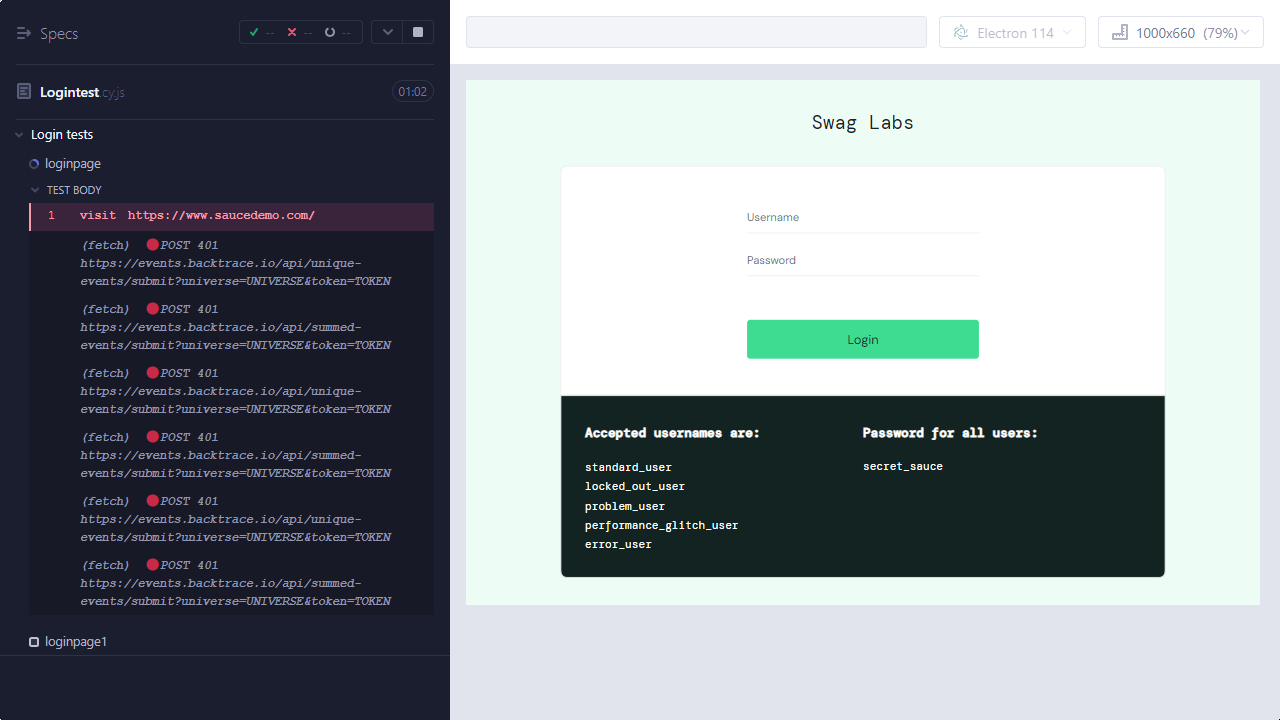 Specs
--
--
--
Logintest.cy.js
01:02
Login tests
loginpage
TEST BODY
1 visit https://www.saucedemo.com/
(fetch) POST 401
https://events.backtrace.io/api/unique-
events/submit?universe=UNIVERSE&token=TOKEN
(fetch) POST 401
https://events.backtrace.io/api/summed-
events/submit?universe=UNIVERSE&token=TOKEN
(fetch) POST 401
https://events.backtrace.io/api/unique-
events/submit?universe=UNIVERSE&token=TOKEN
(fetch) POST 401
https://events.backtrace.io/api/summed-
events/submit?universe=UNIVERSE&token=TOKEN
(fetch) POST 401
https://events.backtrace.io/api/unique-
events/submit?universe=UNIVERSE&token=TOKEN
(fetch) POST 401
https://events.backtrace.io/api/summed-
events/submit?universe=UNIVERSE&token=TOKEN
loginpage1
Electron 114
1000x660 (79%)
Swag Labs
Username
Password
Login
Accepted usernames are:
standard_user
locked_out_user
problem_user
performance_glitch_user
error_user
Password for all users:
secret_sauce